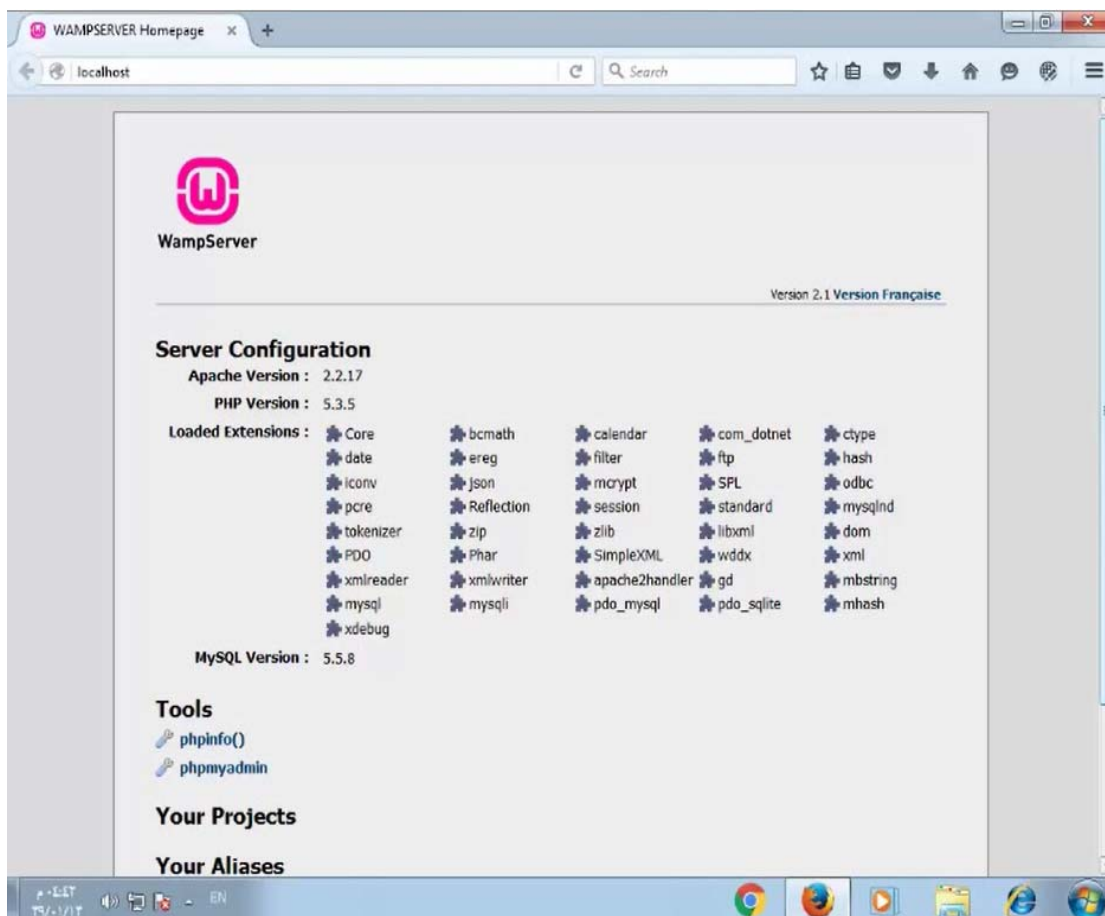 WAMPSERVER Homepage
localhost
Search
WampServer
Version 2.1 Version Française
Server Configuration
Apache Version : 2.2.17
PHP Version : 5.3.5
Loaded Extensions : Core bcmath calendar com_dotnet ctype
date ereg filter ftp hash
iconv json mcrypt SPL odbc
pcre Reflection session standard mysqlnd
tokenizer zip zlib libxml dom
PDO Phar SimpleXML wddx xml
xmlreader xmlwriter apache2handler gd mbstring
mysql mysqli pdo_mysql pdo_sqlite mhash
xdebug
MySQL Version : 5.5.8
Tools
phpinfo()
phpmyadmin
Your Projects
Your Aliases
EN